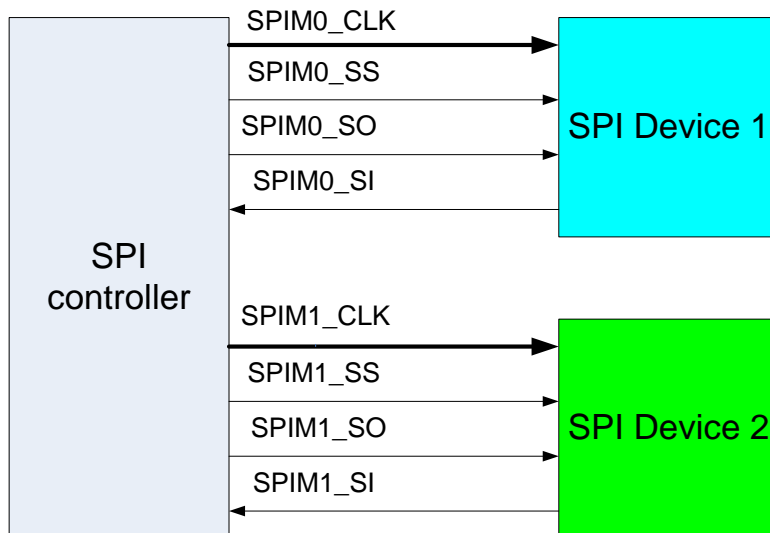 SPIM0_CLK
SPIM0_SS
SPIM0_SO
SPIM0_SI
SPI Device 1
SPI
controller
SPIM1_CLK
SPIM1_SS
SPIM1_SO
SPIM1_SI
SPI Device 2